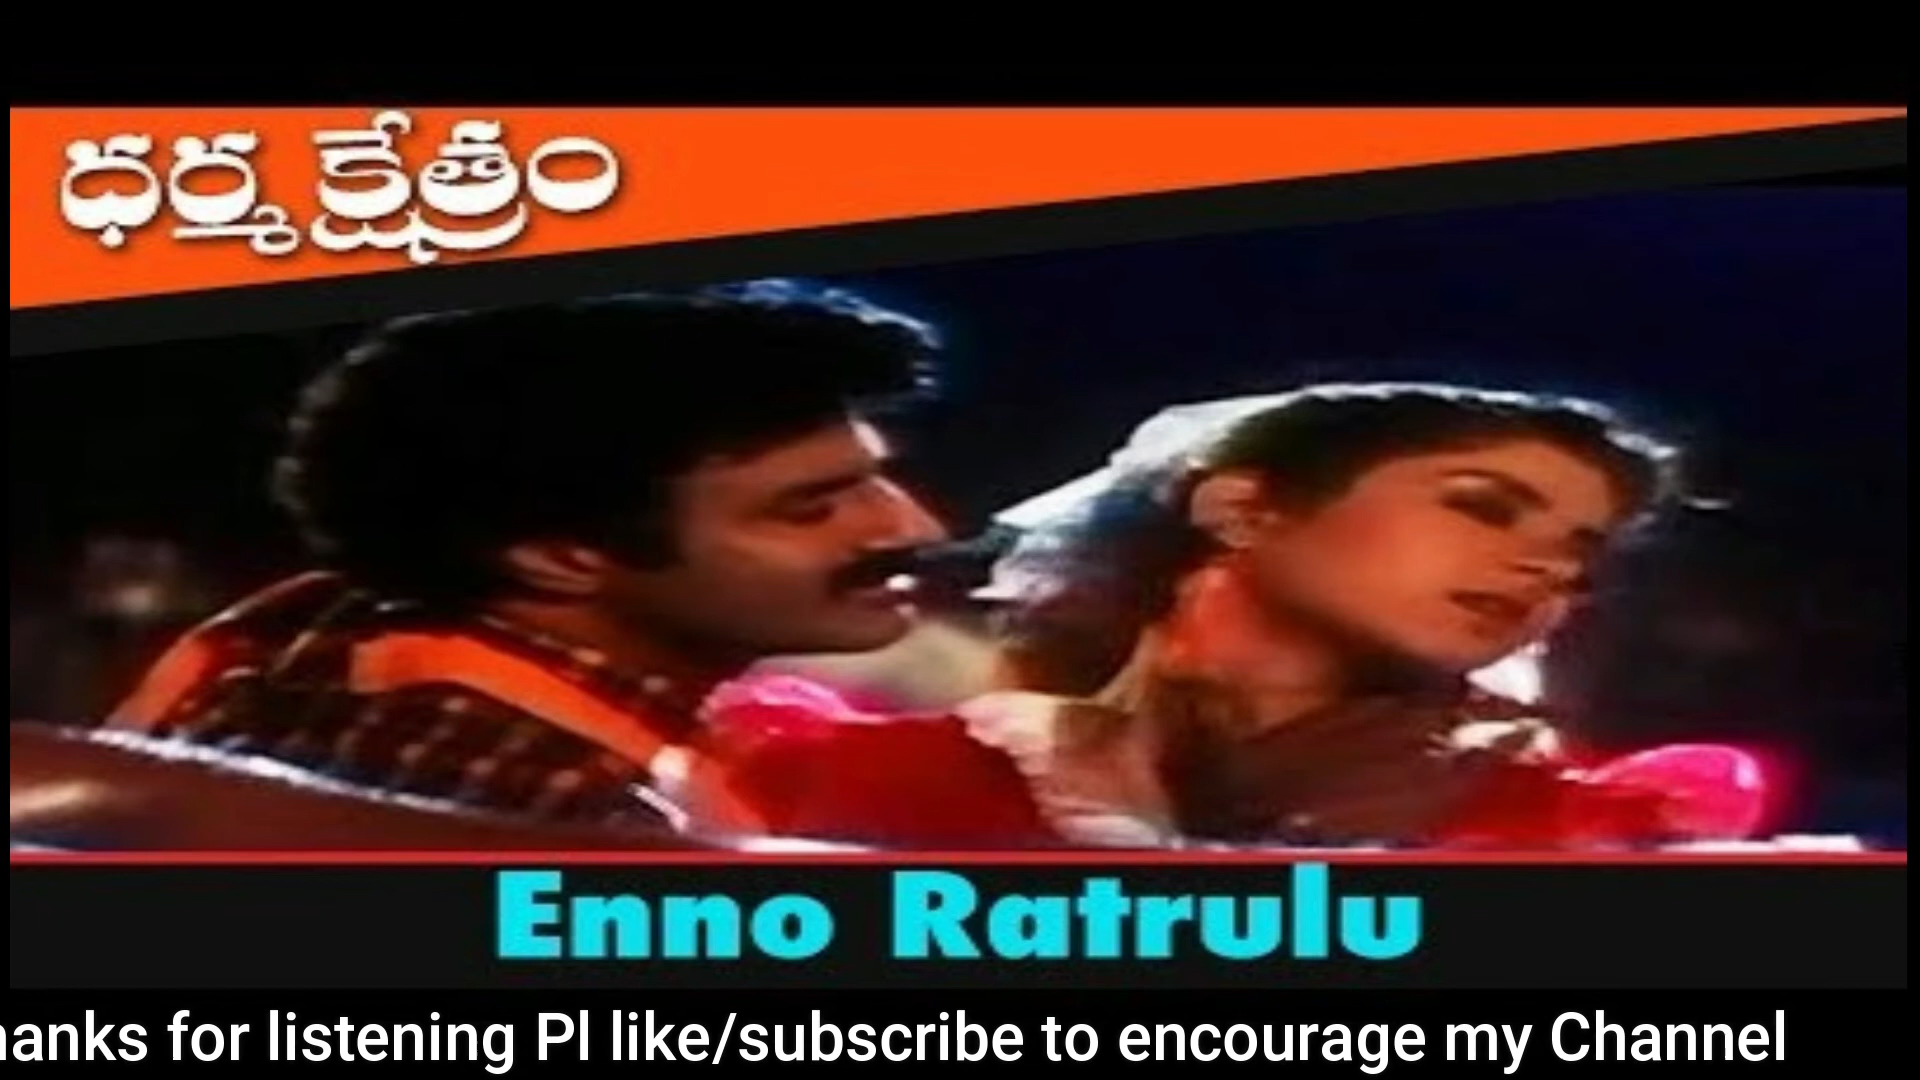 ధర్మక్షేత్రం
Enno Ratrulu
hanks for listening Pl like/subscribe to encourage my Channel